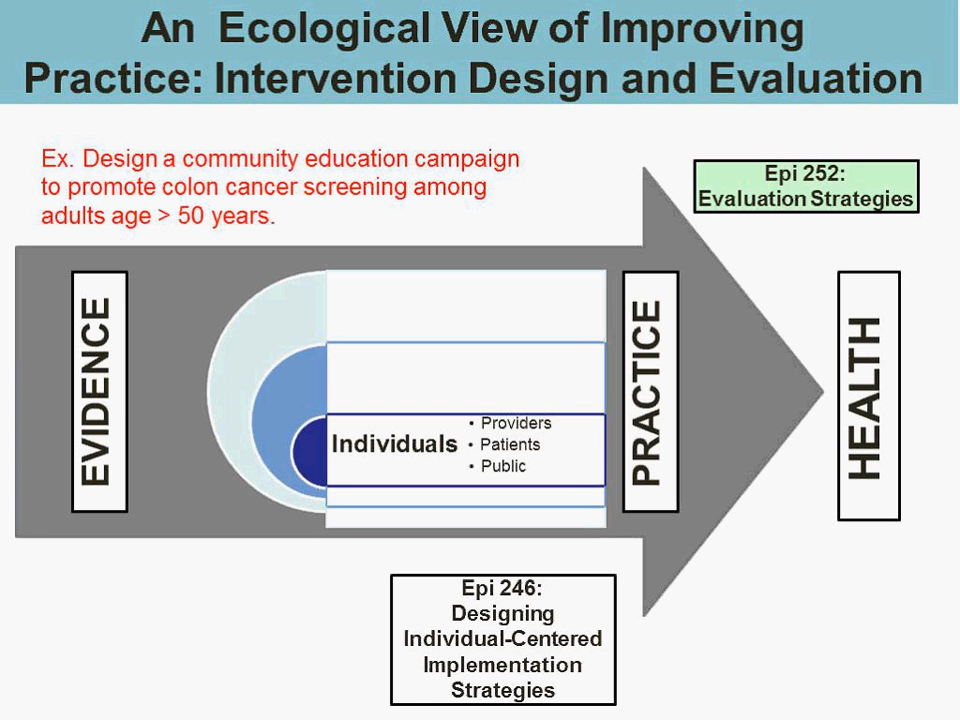 An Ecological View of Improving
Practice: Intervention Design and Evaluation
Ex. Design a community education campaign
to promote colon cancer screening among
adults age > 50 years.
Epi 252:
Evaluation Strategies
EVIDENCE
Individuals
• Providers
• Patients
• Public
PRACTICE
HEALTH
Epi 246:
Designing
Individual-Centered
Implementation
Strategies